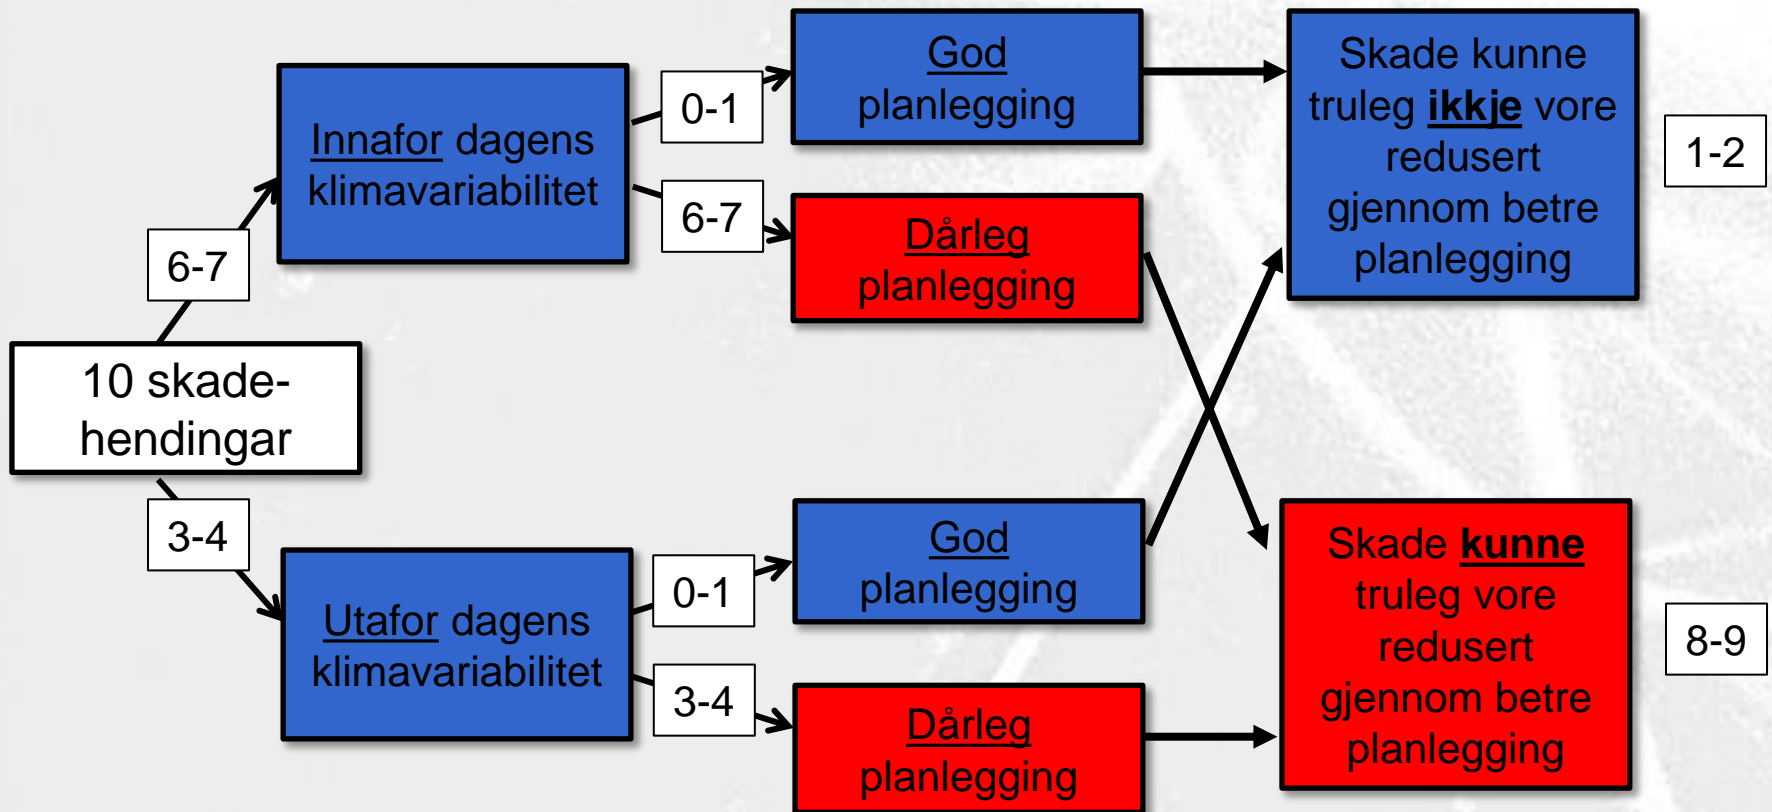 10 skade-
hendingar
6-7
3-4
Innafor dagens
klimavariabilitet
0-1
6-7
God
planlegging
Dårleg
planlegging
Utafor dagens
klimavariabilitet
0-1
3-4
God
planlegging
Dårleg
planlegging
Skade kunne
truleg ikkje vore
redusert
gjennom betre
planlegging
1-2
Skade kunne
truleg vore
redusert
gjennom betre
planlegging
8-9